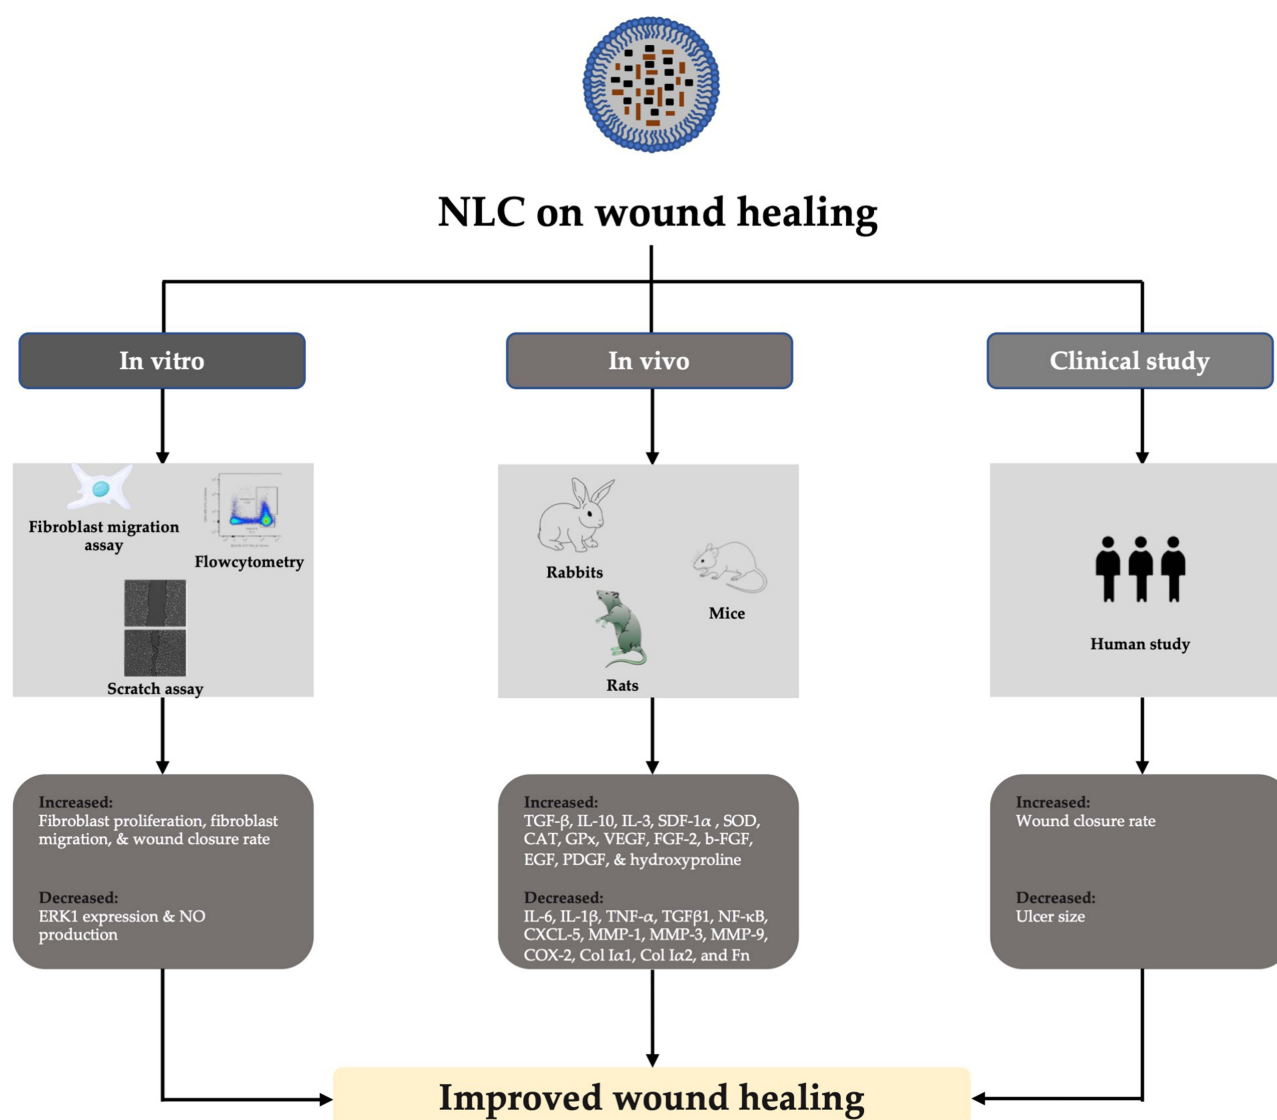 NLC on wound healing
In vitro
In vivo
Clinical study
Fibroblast migration
assay
Flowcytometry
Scratch assay
Rabbits
Mice
Rats
Human study
Increased:
Fibroblast proliferation, fibroblast
migration, & wound closure rate
Decreased:
ERK1 expression & NO
production
Increased:
TGF-β, IL-10, IL-3, SDF-1α , SOD,
CAT, GPx, VEGF, FGF-2, b-FGF,
EGF, PDGF, & hydroxyproline
Decreased:
IL-6, IL-1β, TNF-α, TGFβ1, NF-κB,
CXCL-5, MMP-1, MMP-3, MMP-9,
COX-2, Col Iα1, Col Iα2, and Fn
Increased:
Wound closure rate
Decreased:
Ulcer size
Improved wound healing